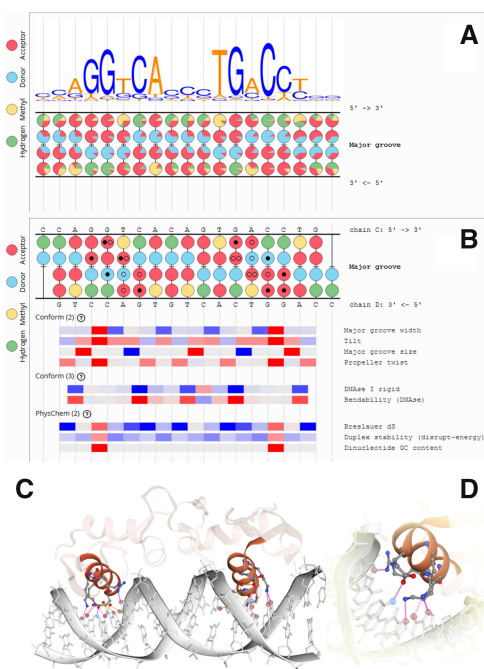 A
Acceptor
Donor
Methyl
Hydrogen
CCAGGTCACCCTGACCT
5' -> 3'
Major groove
3' <- 5'
B
Acceptor
Donor
Methyl
Hydrogen
C C A G G T C A C A G T G A C C T G
chain C: 5' -> 3'
Major groove
G T C C A G T G T C A C T G G A C C
chain D: 3' <- 5'
Conform (2) ?
Major groove width
Tilt
Major groove size
Propeller twist
Conform (3) ?
DNAse I rigid
Bendability (DNAse)
PhysChem (2) ?
Breslauer dS
Duplex stability (disrupt-energy)
Dinucleotide GC content
C
D